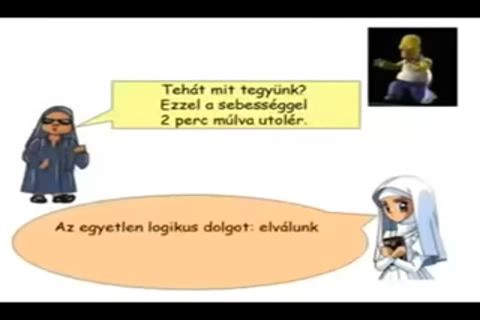 Tehát mit tegyünk?
Ezzel a sebességgel
2 perc múlva utolér.
Az egyetlen logikus dolgot: elválunk